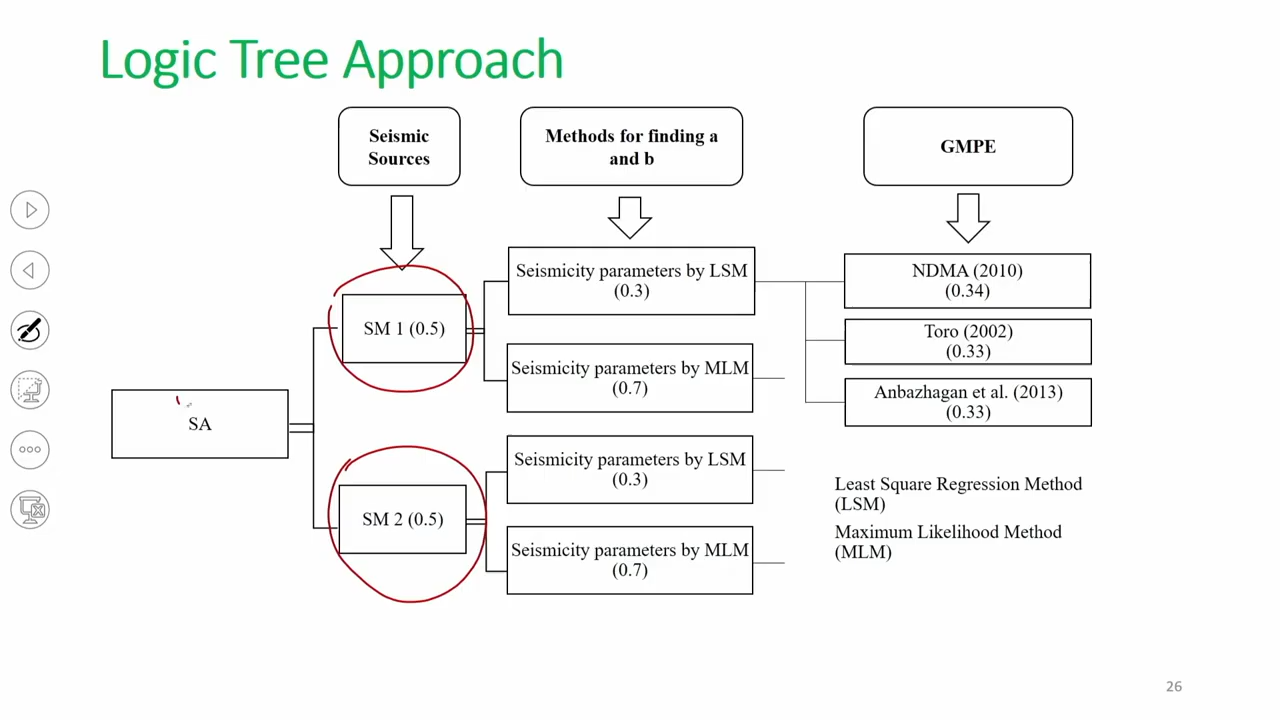 Logic Tree Approach
Seismic
Sources
Methods for finding a
and b
GMPE
SA
SM 1 (0.5)
SM 2 (0.5)
Seismicity parameters by LSM
(0.3)
Seismicity parameters by MLM
(0.7)
Seismicity parameters by LSM
(0.3)
Seismicity parameters by MLM
(0.7)
NDMA (2010)
(0.34)
Toro (2002)
(0.33)
Anbazhagan et al. (2013)
(0.33)
Least Square Regression Method
(LSM)
Maximum Likelihood Method
(MLM)
26